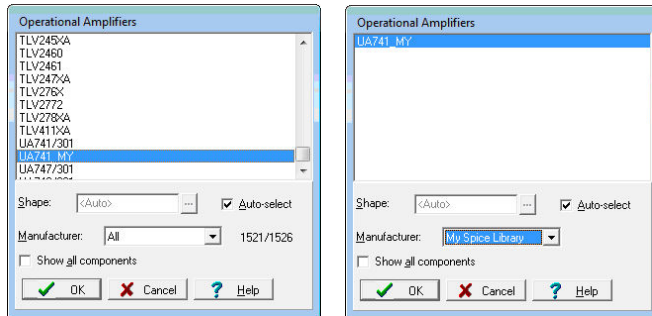 Operational Amplifiers
TLV245XA
TLV2460
TLV2461
TLV247XA
TLV276X
TLV2772
TLV278XA
TLV411XA
UA741/301
UA741_MY
UA747/301
Shape: <Auto> ... Auto-select
Manufacturer: All 1521/1526
Show all components
OK Cancel ? Help
Operational Amplifiers
UA741_MY
Shape: <Auto> ... Auto-select
Manufacturer: My Spice Library
Show all components
OK Cancel ? Help